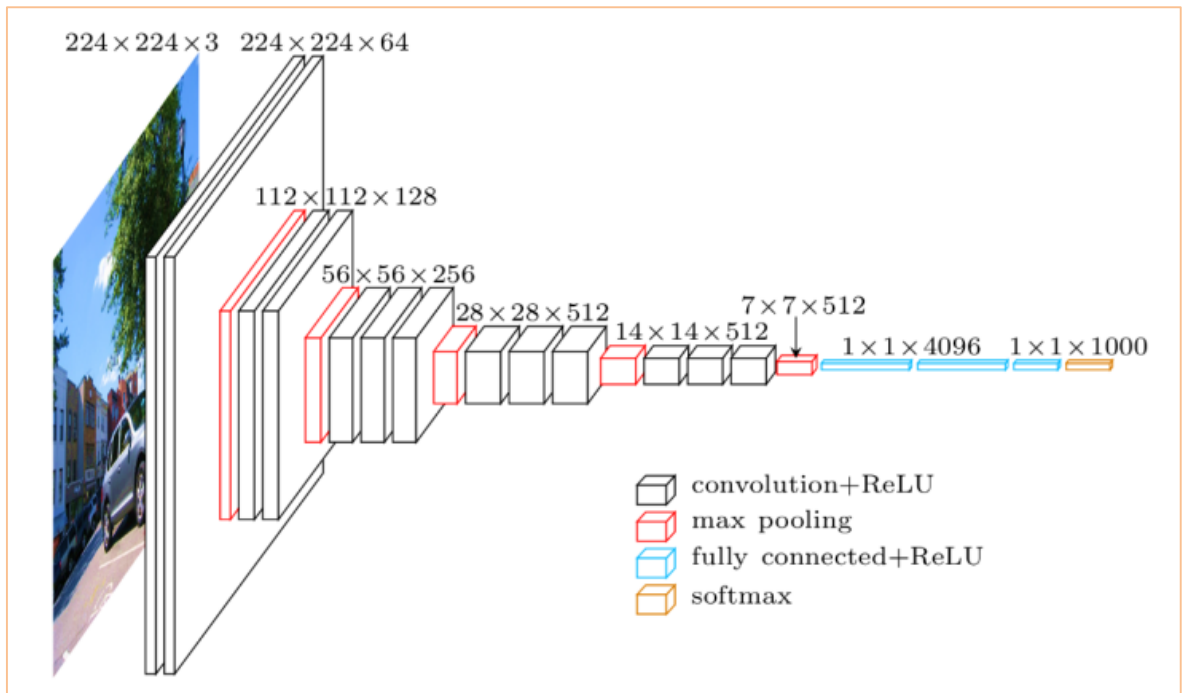 224×224×3
224×224×64
112×112×128
56×56×256
28×28×512
14×14×512
7×7×512
1×1×4096
1×1×1000
convolution+ReLU
max pooling
fully connected+ReLU
softmax